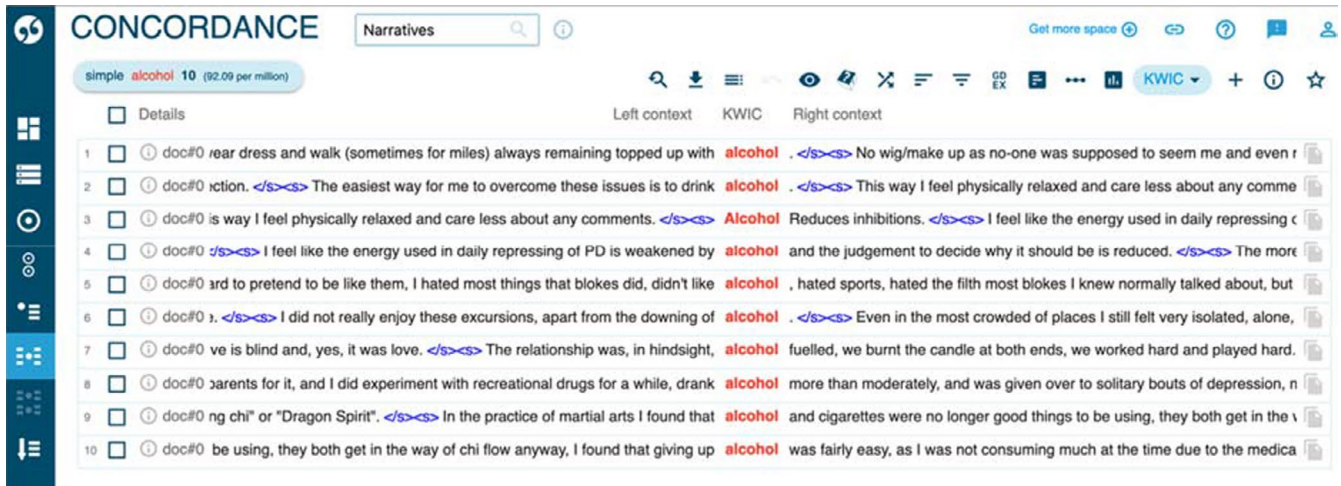 CONCORDANCE Narratives Get more space
simple alcohol 10 (92.09 per million) GD EX KWIC
Details Left context KWIC Right context
1 doc#0 dress and walk (sometimes for miles) always remaining topped up with alcohol . </s><s> No wig/make up as no-one was supposed to seem me and even
2 doc#0 </s><s> The easiest way for me to overcome these issues is to drink alcohol . </s><s> This way I feel physically relaxed and care less about any comme
3 doc#0 is way I feel physically relaxed and care less about any comments. </s><s> Alcohol Reduces inhibitions. </s><s> I feel like the energy used in daily repressing
4 doc#0 </s><s> I feel like the energy used in daily repressing of PD is weakened by alcohol and the judgement to decide why it should be is reduced. </s><s> The more
5 doc#0 ard to pretend to be like them, I hated most things that blokes did, didn't like alcohol , hated sports, hated the filth most blokes I knew normally talked about, but
6 doc#0 </s><s> I did not really enjoy these excursions, apart from the downing of alcohol . </s><s> Even in the most crowded of places I still felt very isolated, alone,
7 doc#0 ve is blind and, yes, it was love. </s><s> The relationship was, in hindsight, alcohol fuelled, we burnt the candle at both ends, we worked hard and played hard.
8 doc#0 parents for it, and I did experiment with recreational drugs for a while, drank alcohol more than moderately, and was given over to solitary bouts of depression,
9 doc#0 ng chi" or "Dragon Spirit". </s><s> In the practice of martial arts I found that alcohol and cigarettes were no longer good things to be using, they both get in the
10 doc#0 be using, they both get in the way of chi flow anyway, I found that giving up alcohol was fairly easy, as I was not consuming much at the time due to the medica